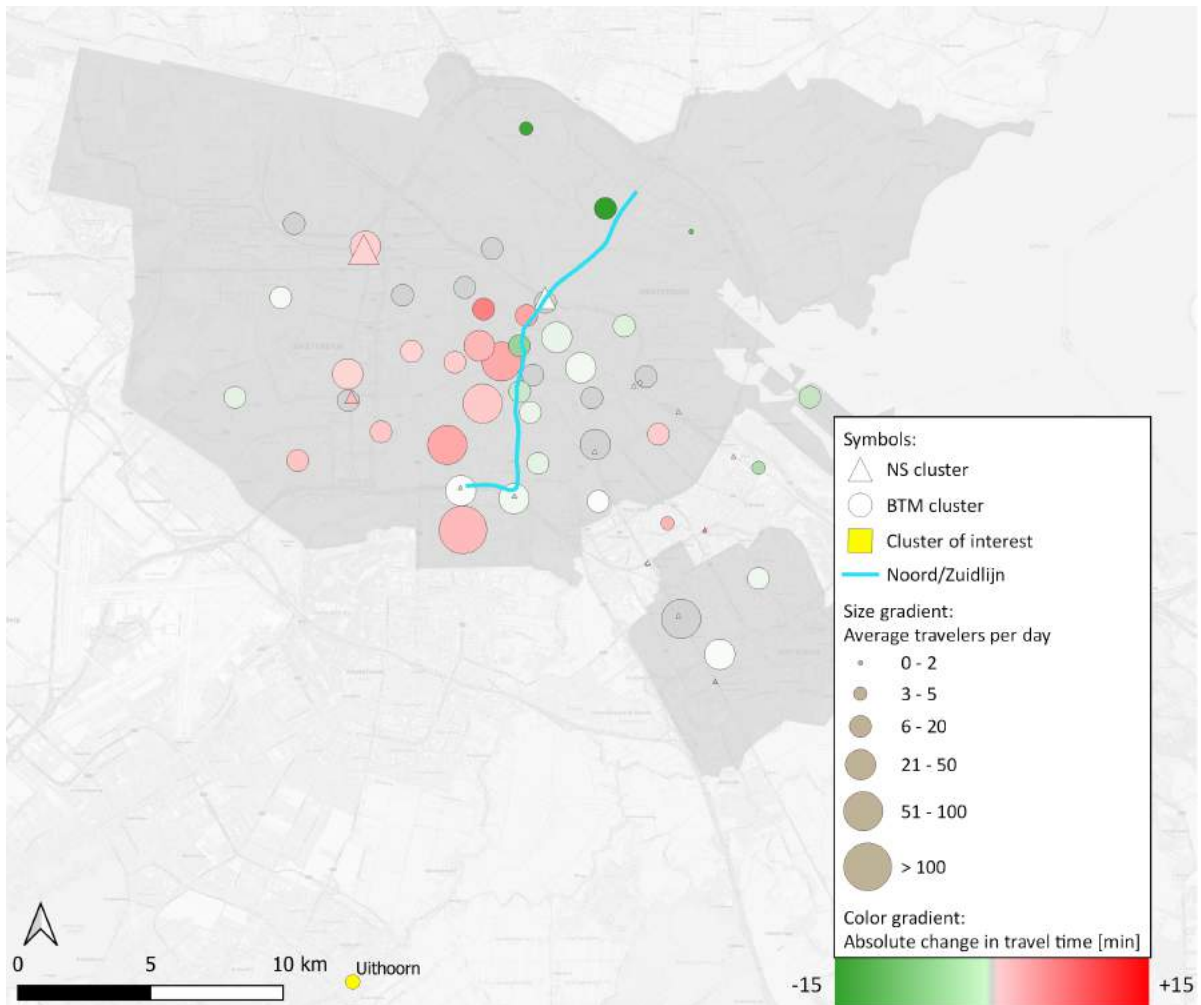 Symbols:
NS cluster
BTM cluster
Cluster of interest
Noord/Zuidlijn
Size gradient:
Average travelers per day
0 - 2
3 - 5
6 - 20
21 - 50
51 - 100
> 100
Color gradient:
Absolute change in travel time [min]
-15
+15
0
5
10 km
Uithoorn